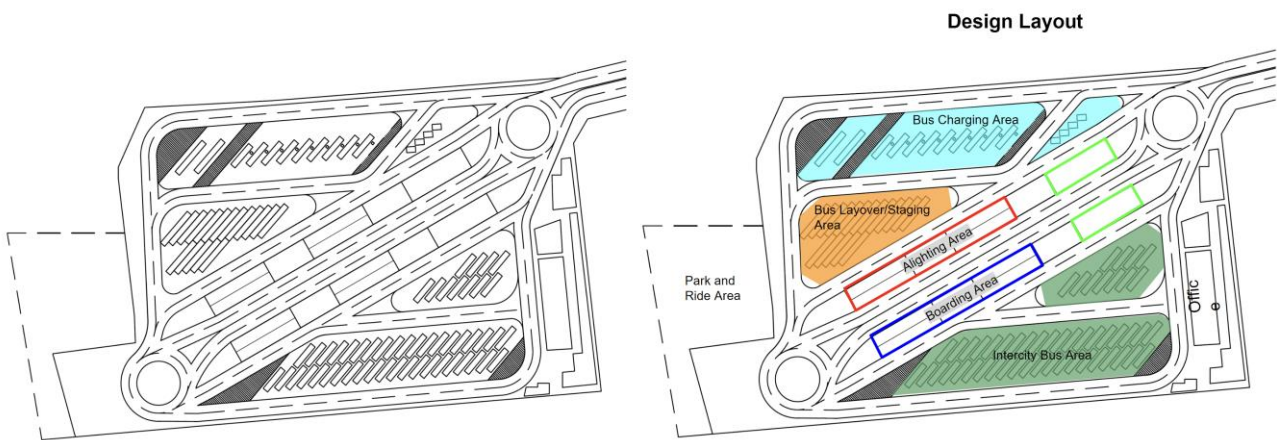 Design Layout
Bus Charging Area
Bus Layover/Staging
Area
Alighting Area
Park and
Ride Area
Boarding Area
Offic
e
Intercity Bus Area